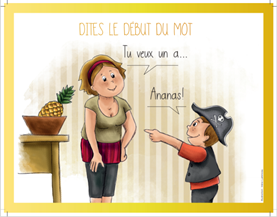 DITES LE DÉBUT DU MOT
Tu veux un a...
Ananas!